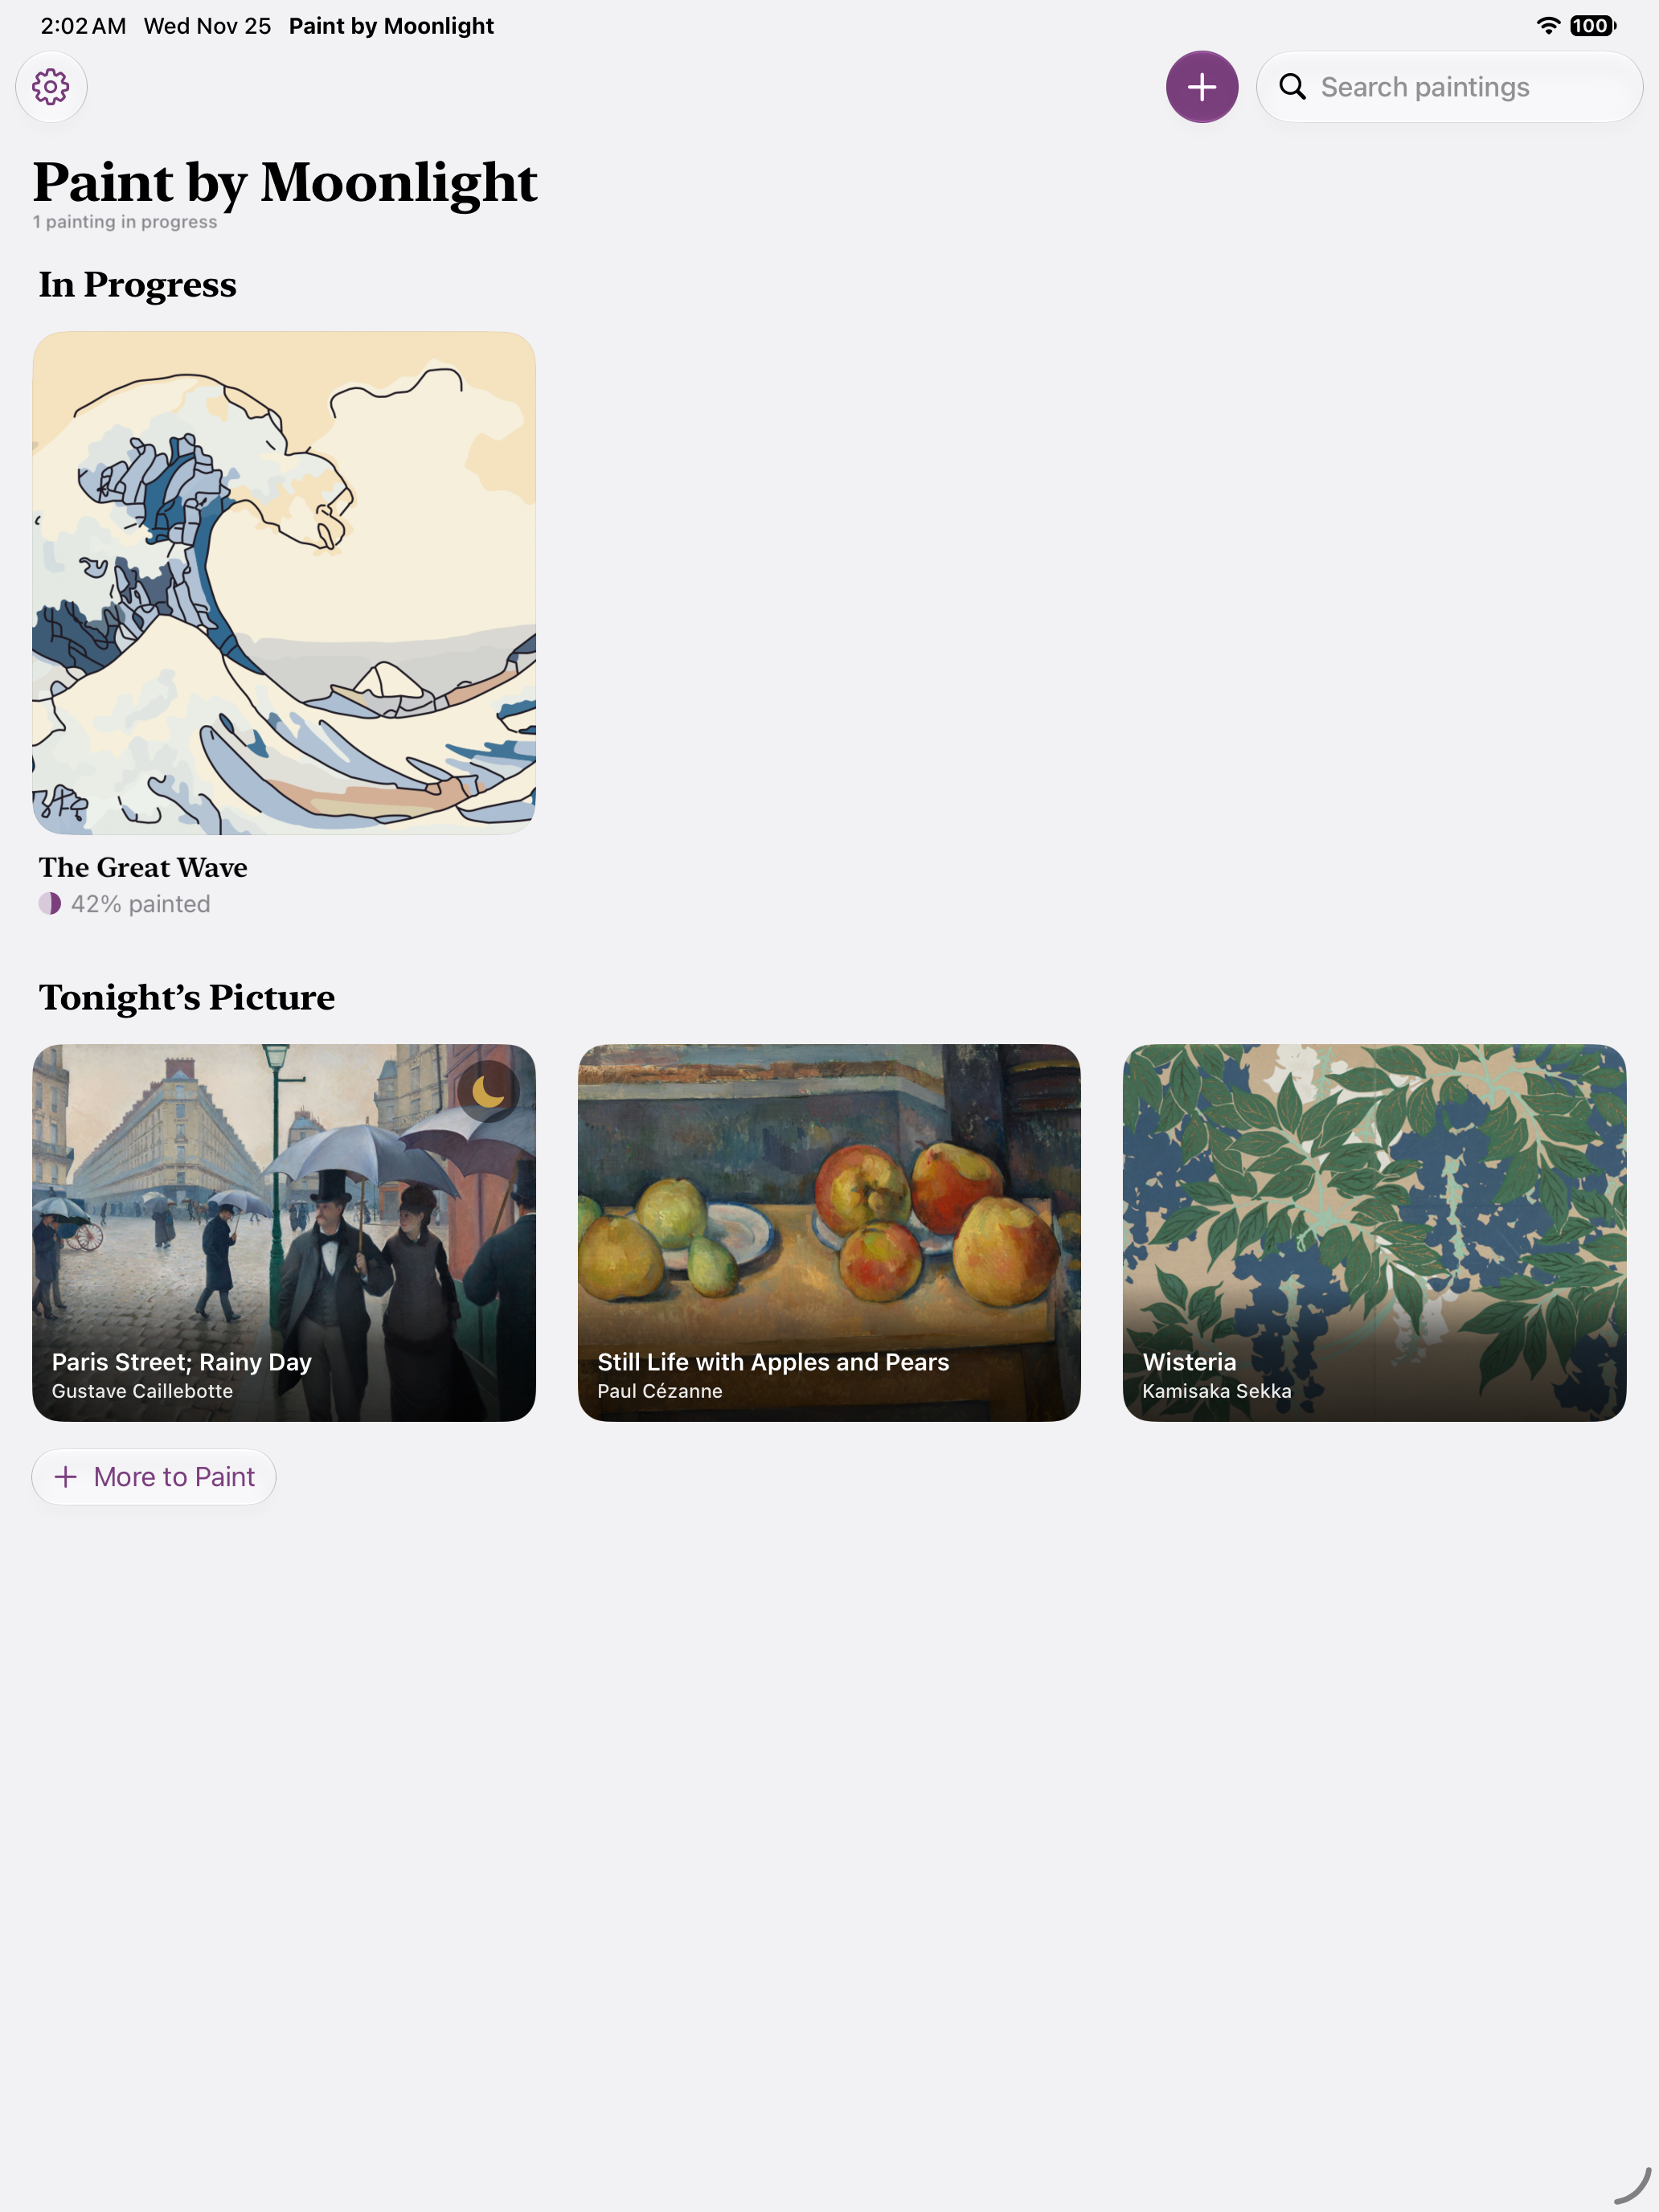 2:02 AM Wed Nov 25 Paint by Moonlight
100
Search paintings
Paint by Moonlight
1 painting in progress
In Progress
The Great Wave
42% painted
Tonight’s Picture
Paris Street; Rainy Day
Gustave Caillebotte
Still Life with Apples and Pears
Paul Cézanne
Wisteria
Kamisaka Sekka
More to Paint